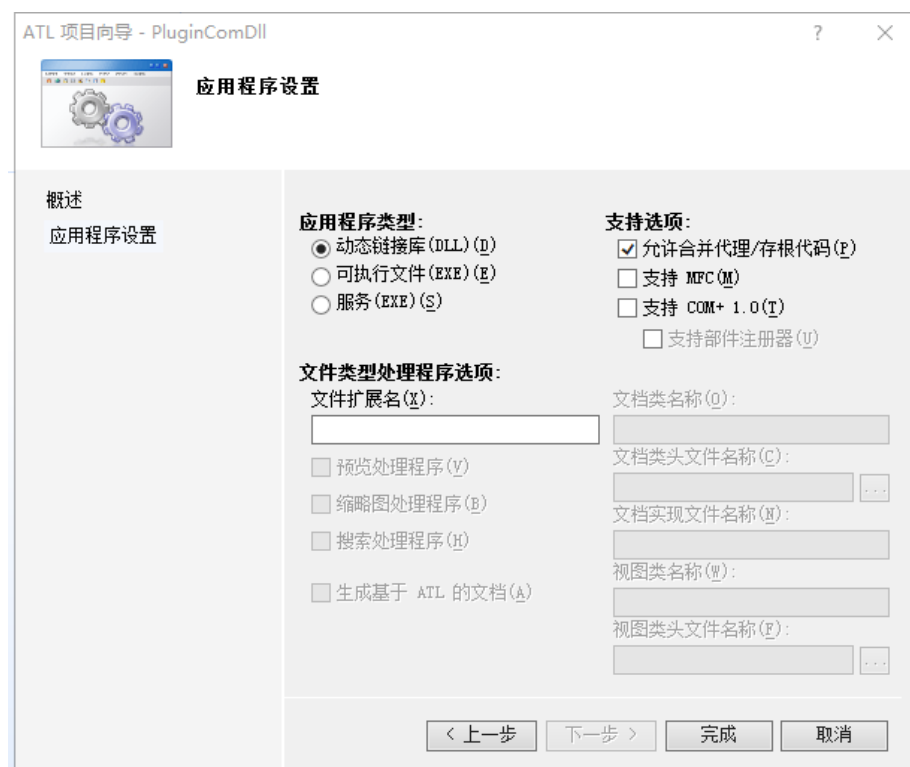 ATL 项目向导 - PluginComDll
应用程序设置
概述
应用程序设置
应用程序类型:
动态链接库(DLL)(D)
可执行文件(EXE)(E)
服务(EXE)(S)
支持选项:
允许合并代理/存根代码(P)
支持 MFC(M)
支持 COM+ 1.0(T)
支持部件注册器(U)
文件类型处理程序选项:
文件扩展名(X):
预览处理程序(V)
缩略图处理程序(B)
搜索处理程序(H)
生成基于 ATL 的文档(A)
文档类名称(O):
文档类头文件名称(C):
...
文档实现文件名称(N):
视图类名称(W):
视图类头文件名称(F):
...
< 上一步
下一步 >
完成
取消